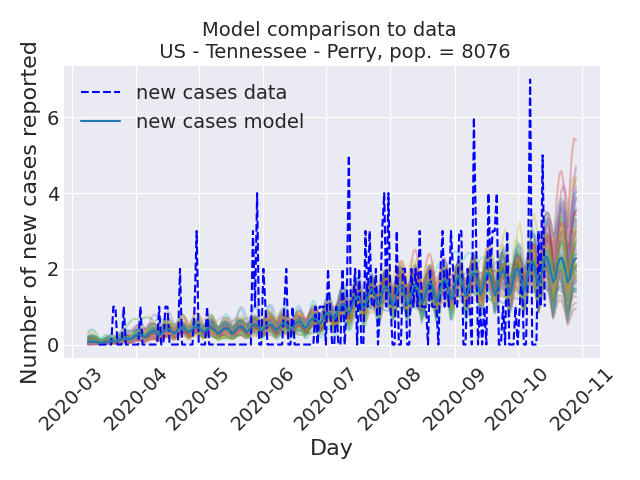 Model comparison to data
US - Tennessee - Perry, pop. = 8076
Number of new cases reported
new cases data
new cases model
6
4
2
0
2020-03
2020-04
2020-05
2020-06
2020-07
2020-08
2020-09
2020-10
2020-11
Day